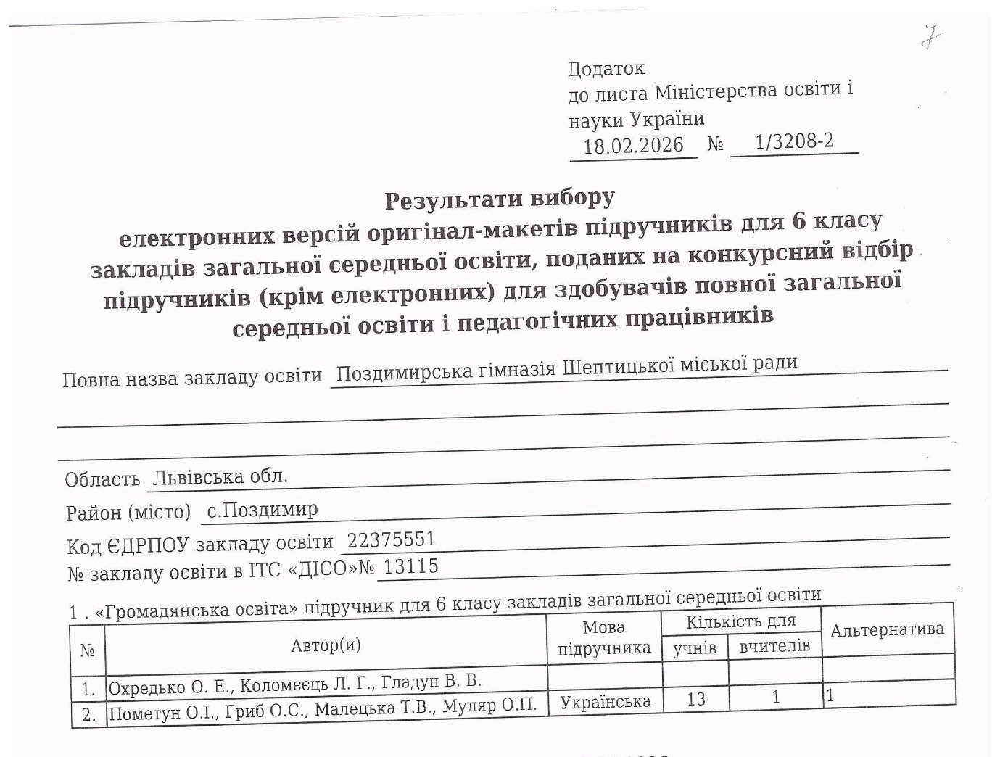 7
Додаток
до листа Міністерства освіти і
науки України
18.02.2026 № 1/3208-2
Результати вибору
електронних версій оригінал-макетів підручників для 6 класу
закладів загальної середньої освіти, поданих на конкурсний відбір
підручників (крім електронних) для здобувачів повної загальної
середньої освіти і педагогічних працівників
Повна назва закладу освіти Поздимирська гімназія Шептицької міської ради
Область Львівська обл.
Район (місто) с.Поздимир
Код ЄДРПОУ закладу освіти 22375551
№ закладу освіти в ІТС «ДІСО»№ 13115
1 . «Громадянська освіта» підручник для 6 класу закладів загальної середньої освіти
№ Автор(и) Мова підручника Кількість для Альтернатива
учнів вчителів
1. Охредько О. Е., Коломєєць Л. Г., Гладун В. В.
2. Пометун О.І., Гриб О.С., Малецька Т.В., Муляр О.П. Українська 13 1 1